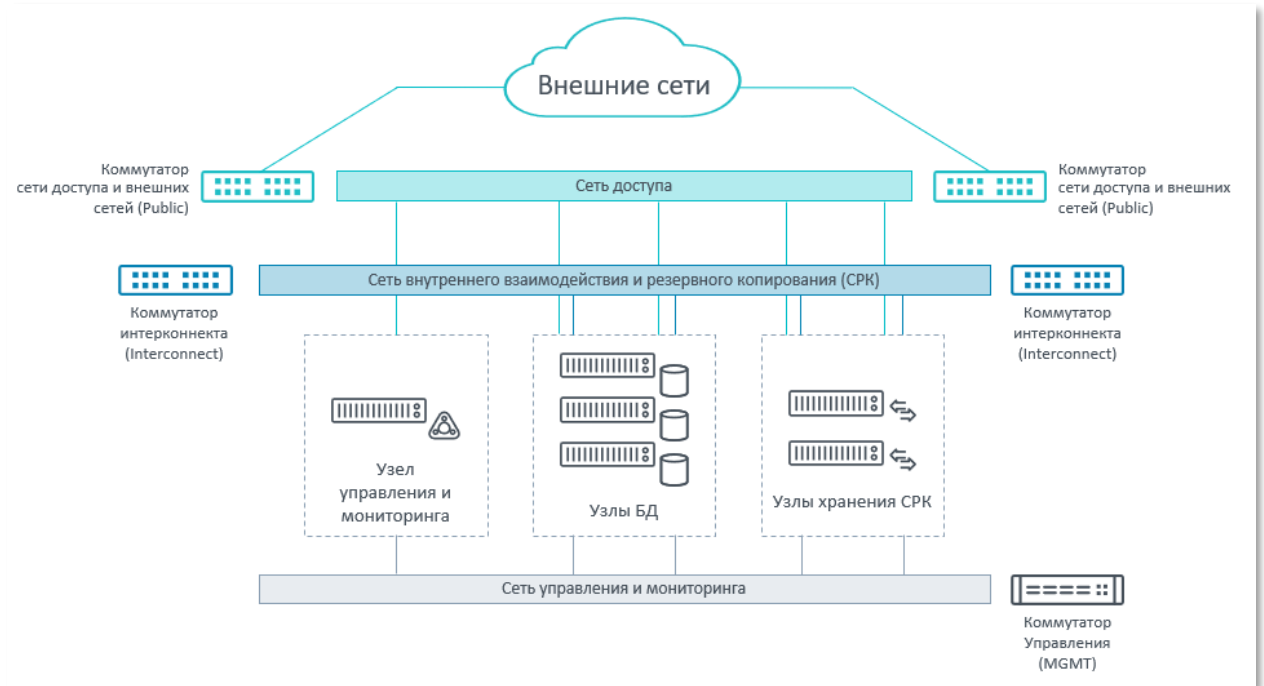 Внешние сети
Коммутатор
сети доступа и внешних
сетей (Public)
Сеть доступа
Коммутатор
сети доступа и внешних
сетей (Public)
Сеть внутреннего взаимодействия и резервного копирования (СРК)
Коммутатор
интерконнекта
(Interconnect)
Коммутатор
интерконнекта
(Interconnect)
Узел
управления и
мониторинга
Узлы БД
Узлы хранения СРК
Сеть управления и мониторинга
Коммутатор
Управления
(MGMT)